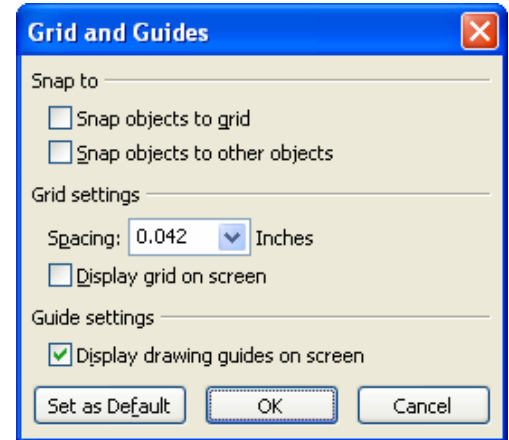 Grid and Guides
Snap to
Snap objects to grid
Snap objects to other objects
Grid settings
Spacing: 0.042 Inches
Display grid on screen
Guide settings
Display drawing guides on screen
Set as Default OK Cancel